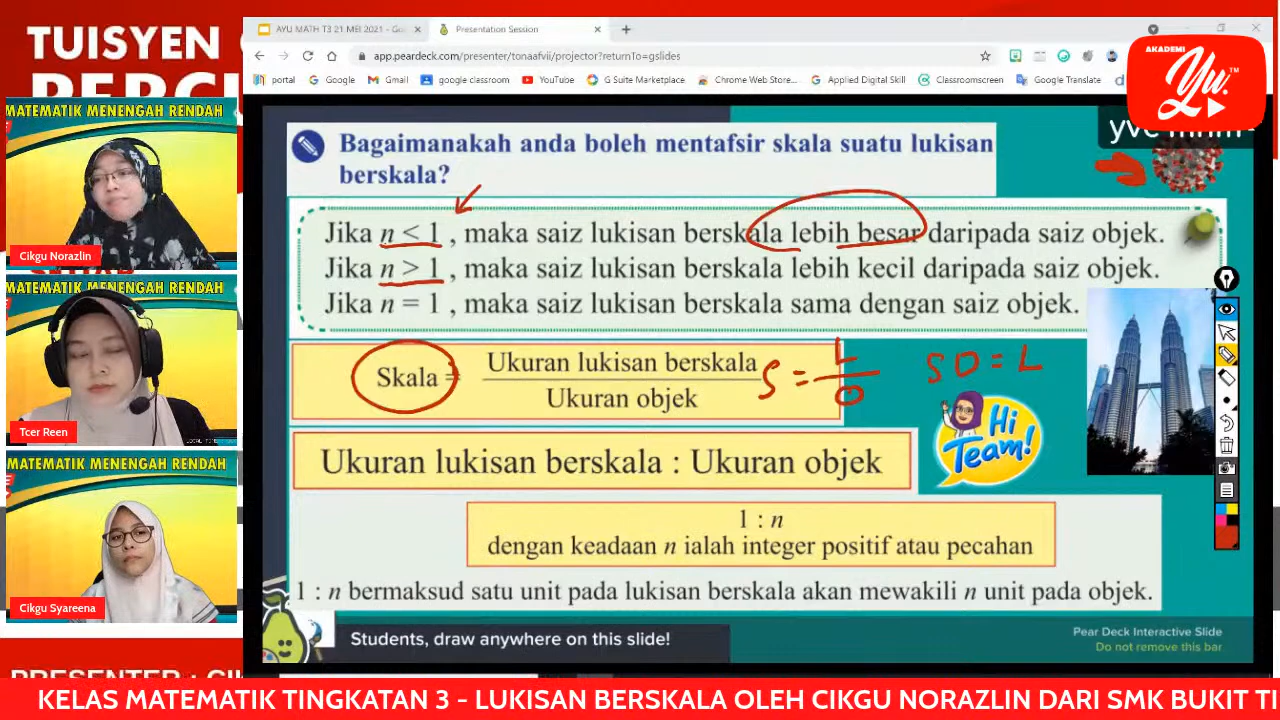 TUISYEN
PERCU
AYU MATH T3 21 MEI 2021 - Go
Presentation Session
app.peardeck.com/presenter/tonaafvii/projector?returnTo=gslides
portal
Google
Gmail
google classroom
YouTube
G Suite Marketplace
Chrome Web Store...
Applied Digital Skill
Classroomscreen
Google Translate
AKADEMI
Yu.
TM
MATEMATIK MENENGAH RENDAH
Cikgu Norazlin
MATEMATIK MENENGAH RENDAH
Tcer Reen
MATEMATIK MENENGAH RENDAH
Cikgu Syareena
Bagaimanakah anda boleh mentafsir skala suatu lukisan
berskala?
Jika n < 1 , maka saiz lukisan berskala lebih besar daripada saiz objek.
Jika n > 1 , maka saiz lukisan berskala lebih kecil daripada saiz objek.
Jika n = 1 , maka saiz lukisan berskala sama dengan saiz objek.
Skala = Ukuran lukisan berskala
Ukuran objek
S = L
O
SO = L
Hi
Team!
Ukuran lukisan berskala : Ukuran objek
1 : n
dengan keadaan n ialah integer positif atau pecahan
1 : n bermaksud satu unit pada lukisan berskala akan mewakili n unit pada objek.
Students, draw anywhere on this slide!
Pear Deck Interactive Slide
Do not remove this bar
KELAS MATEMATIK TINGKATAN 3 - LUKISAN BERSKALA OLEH CIKGU NORAZLIN DARI SMK BUKIT TI